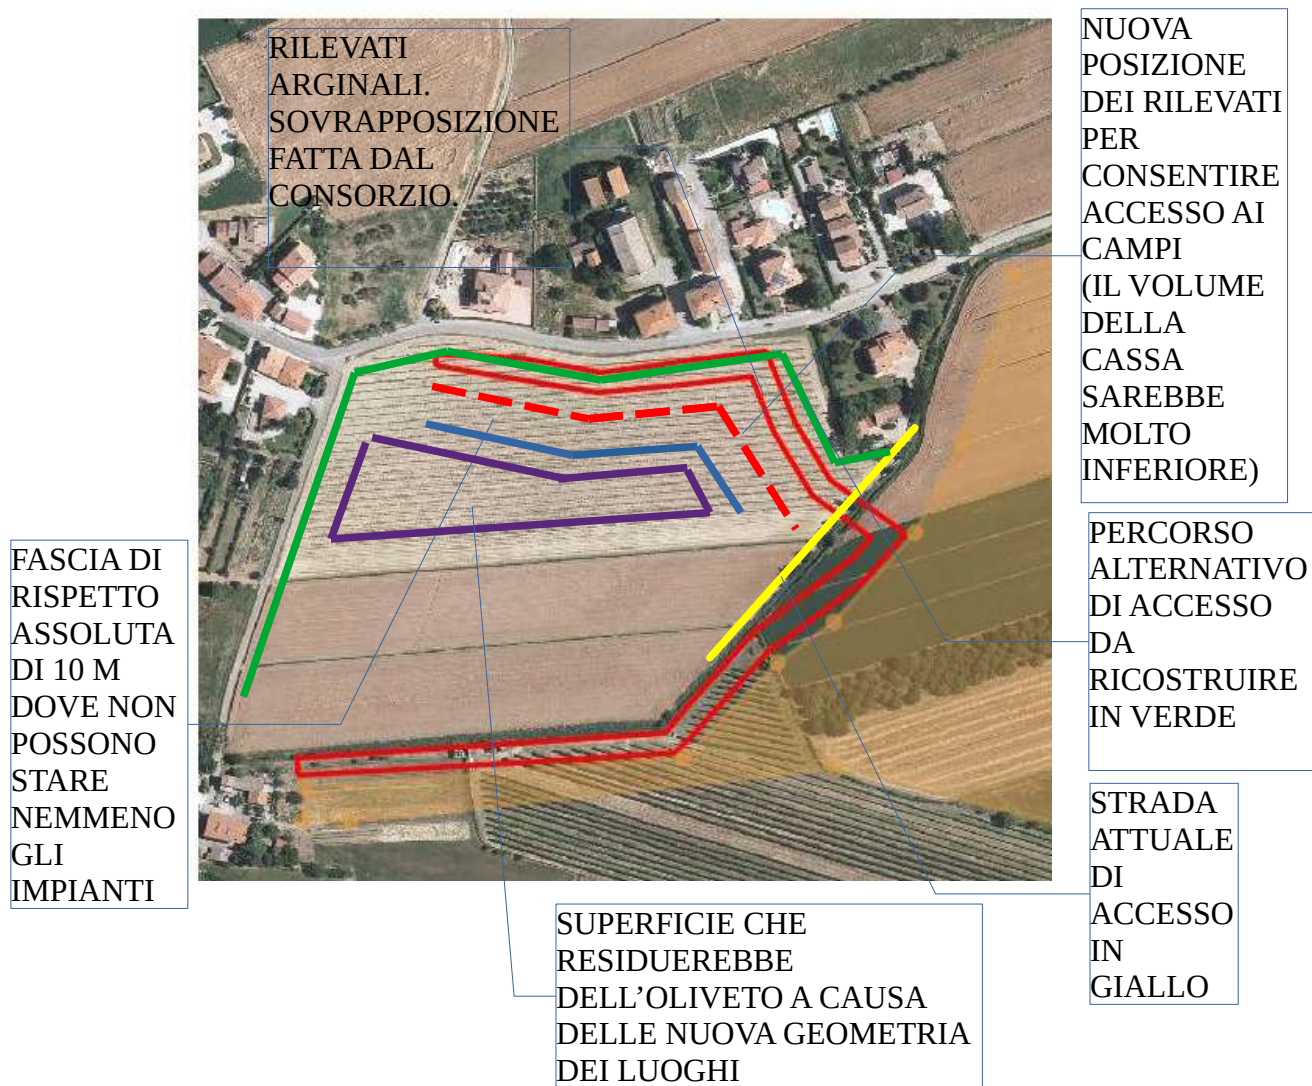 RILEVATI
ARGINALI.
SOVRAPPOSIZIONE
FATTA DAL
CONSORZIO.
NUOVA
POSIZIONE
DEI RILEVATI
PER
CONSENTIRE
ACCESSO AI
CAMPI
(IL VOLUME
DELLA
CASSA
SAREBBE
MOLTO
INFERIORE)
FASCIA DI
RISPETTO
ASSOLUTA
DI 10 M
DOVE NON
POSSONO
STARE
NEMMENO
GLI
IMPIANTI
PERCORSO
ALTERNATIVO
DI ACCESSO
DA
RICOSTRUIRE
IN VERDE
STRADA
ATTUALE
DI
ACCESSO
IN
GIALLO
SUPERFICIE CHE
RESIDUEREBBE
DELL’OLIVETO A CAUSA
DELLE NUOVA GEOMETRIA
DEI LUOGHI